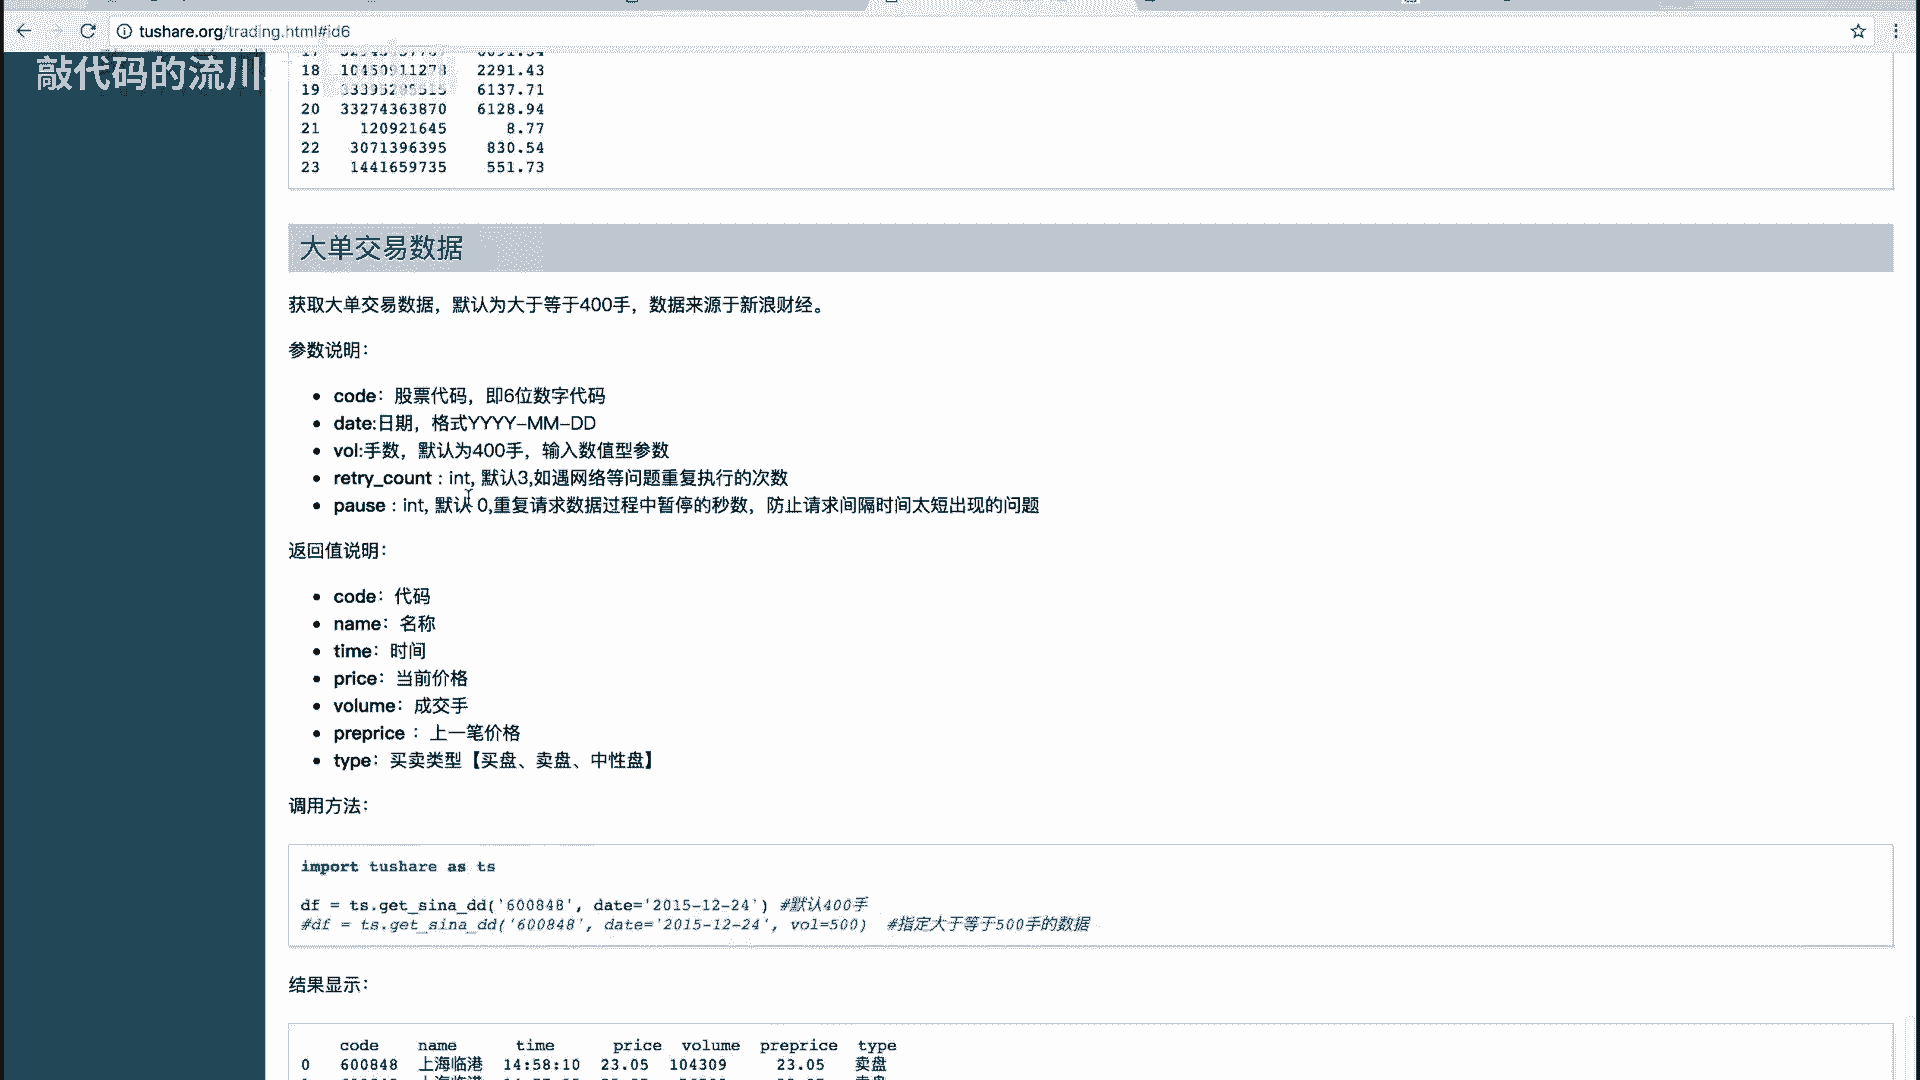 tushare.org/trading.html#id6
敲代码的流川
18 10450911278 2291.43
19 33395285515 6137.71
20 33274363870 6128.94
21 120921645 8.77
22 3071396395 830.54
23 1441659735 551.73
大单交易数据
获取大单交易数据，默认为大于等于400手，数据来源于新浪财经。
参数说明：
code：股票代码，即6位数字代码
date:日期，格式YYYY-MM-DD
vol:手数，默认为400手，输入数值型参数
retry_count : int, 默认3,如遇网络等问题重复执行的次数
pause : int, 默认 0,重复请求数据过程中暂停的秒数，防止请求间隔时间太短出现的问题
返回值说明：
code：代码
name：名称
time：时间
price：当前价格
volume：成交手
preprice ：上一笔价格
type：买卖类型【买盘、卖盘、中性盘】
调用方法：
import tushare as ts
df = ts.get_sina_dd('600848', date='2015-12-24') #默认400手
#df = ts.get_sina_dd('600848', date='2015-12-24', vol=500) #指定大于等于500手的数据
结果显示：
code name time price volume preprice type
0 600848 上海临港 14:58:10 23.05 104309 23.05 卖盘